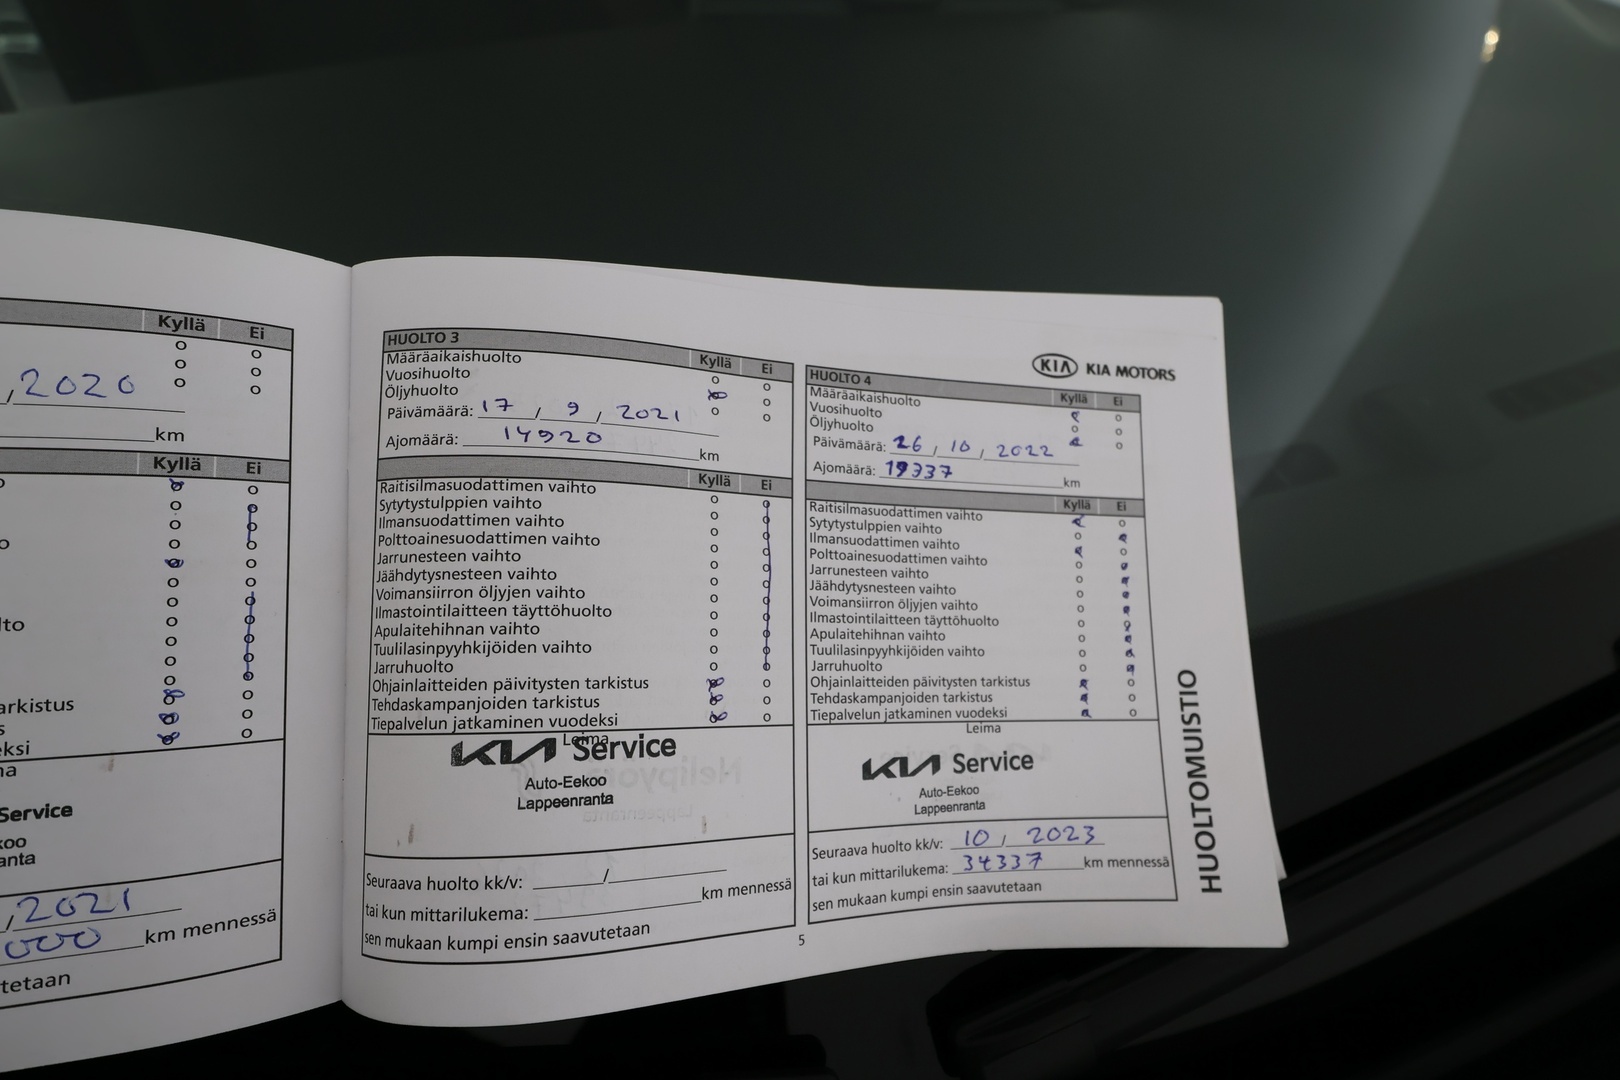 Kyllä Ei
,2020
km
Kyllä Ei
arkistus
Service
,2021
000 km mennessä
tetaan
HUOLTO 3
Kyllä Ei
Määräaikaishuolto
Vuosihuolto
Öljyhuolto
Päivämäärä: 17 / 9 , 2021
Ajomäärä: 14920 km
Kyllä Ei
Raitisilmasuodattimen vaihto
Sytytystulppien vaihto
Ilmansuodattimen vaihto
Polttoainesuodattimen vaihto
Jarrunesteen vaihto
Jäähdytysnesteen vaihto
Voimansiirron öljyjen vaihto
Ilmastointilaitteen täyttöhuolto
Apulaitehihnan vaihto
Tuulilasinpyyhkijöiden vaihto
Jarruhuolto
Ohjainlaitteiden päivitysten tarkistus
Tehdaskampanjoiden tarkistus
Tiepalvelun jatkaminen vuodeksi
Leima
KIA Service
Auto-Eekoo
Lappeenranta
Seuraava huolto kk/v: /
tai kun mittarilukema: km mennessä
sen mukaan kumpi ensin saavutetaan
5
KIA KIA MOTORS
HUOLTO 4
Kyllä Ei
Määräaikaishuolto
Vuosihuolto
Öljyhuolto
Päivämäärä: 26 , 10 , 2022
Ajomäärä: 19337 km
Kyllä Ei
Raitisilmasuodattimen vaihto
Sytytystulppien vaihto
Ilmansuodattimen vaihto
Polttoainesuodattimen vaihto
Jarrunesteen vaihto
Jäähdytysnesteen vaihto
Voimansiirron öljyjen vaihto
Ilmastointilaitteen täyttöhuolto
Apulaitehihnan vaihto
Tuulilasinpyyhkijöiden vaihto
Jarruhuolto
Ohjainlaitteiden päivitysten tarkistus
Tehdaskampanjoiden tarkistus
Tiepalvelun jatkaminen vuodeksi
Leima
KIA Service
Auto-Eekoo
Lappeenranta
Seuraava huolto kk/v: 10 / 2023
tai kun mittarilukema: 34337 km mennessä
sen mukaan kumpi ensin saavutetaan
HUOLTOMUISTIO